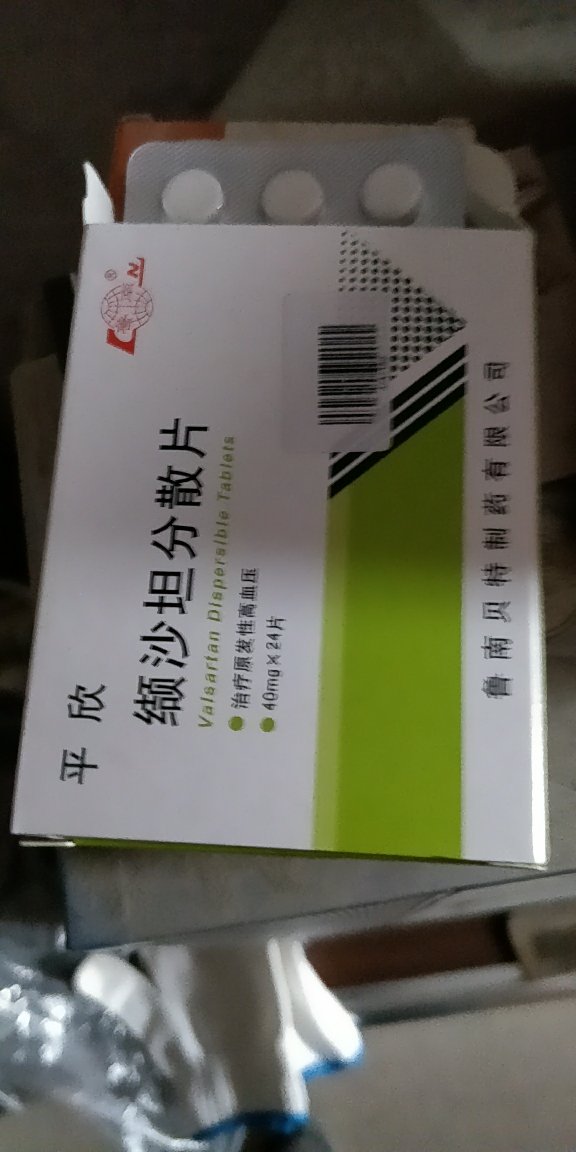 平欣
缬沙坦分散片
Valsartan Dispersible Tablets
治疗原发性高血压
40mg×24片
鲁南贝特制药有限公司